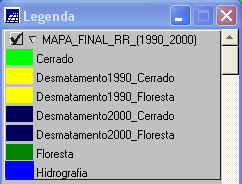 Legenda
MAPA_FINAL_RR_(1990_2000)
Cerrado
Desmatamento1990_Cerrado
Desmatamento1990_Floresta
Desmatamento2000_Cerrado
Desmatamento2000_Floresta
Floresta
Hidrografia